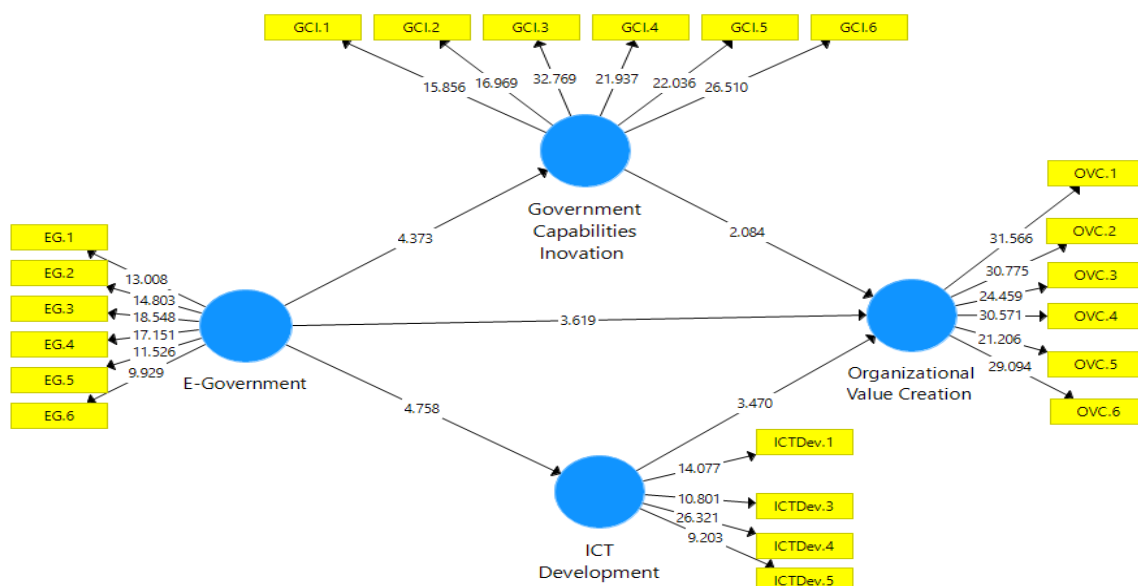 GCI.1
GCI.2
GCI.3
GCI.4
GCI.5
GCI.6
15.856
16.969
32.769
21.937
22.036
26.510
Government
Capabilities
Inovation
4.373
2.084
EG.1
EG.2
EG.3
EG.4
EG.5
EG.6
13.008
14.803
18.548
17.151
11.526
9.929
E-Government
3.619
4.758
3.470
OVC.1
OVC.2
OVC.3
OVC.4
OVC.5
OVC.6
31.566
30.775
24.459
30.571
21.206
29.094
Organizational
Value Creation
ICTDev.1
ICTDev.3
ICTDev.4
ICTDev.5
14.077
10.801
26.321
9.203
ICT
Development